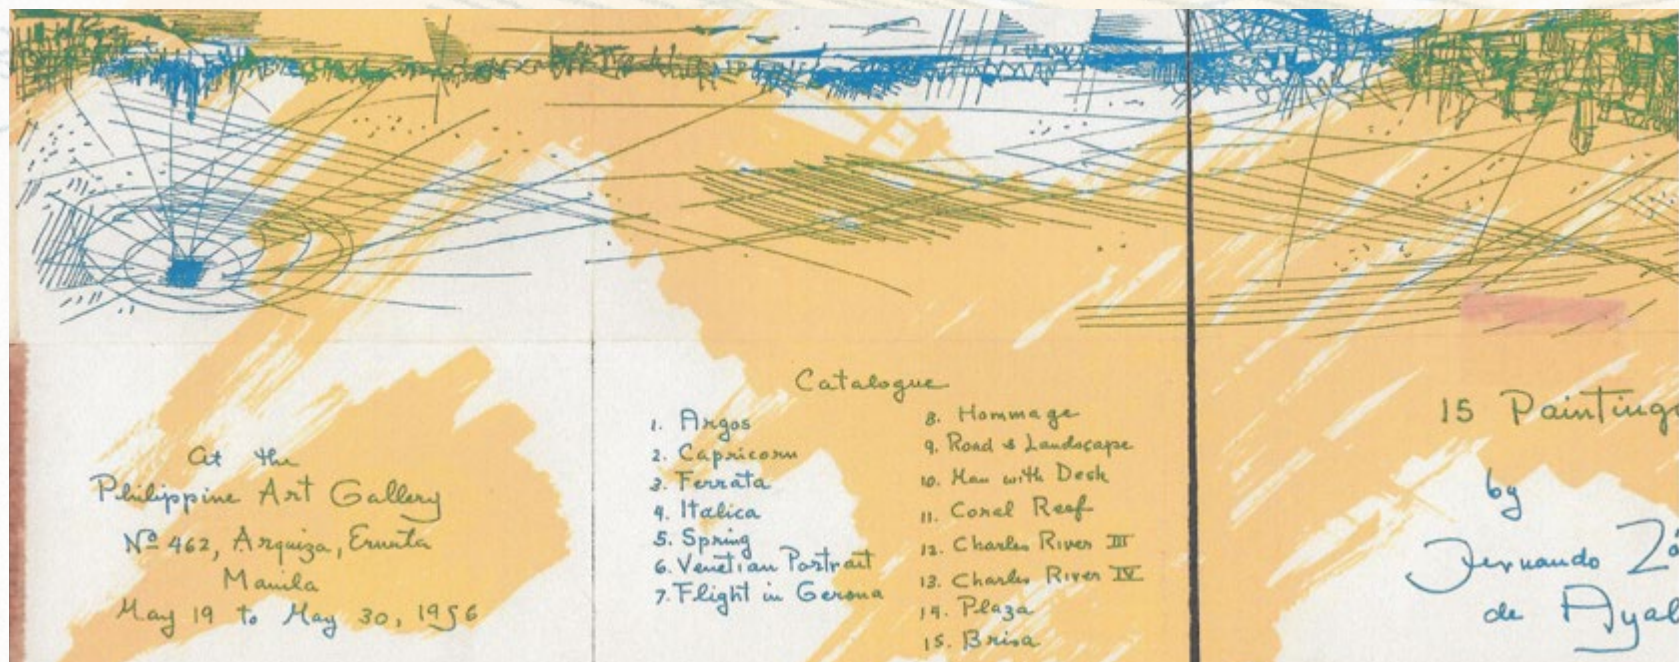 At the
Philippine Art Gallery
Nº 462, Arquiza, Ermita
Manila
May 19 to May 30, 1956
Catalogue
1. Argos
2. Capricorn
3. Ferrata
4. Italica
5. Spring
6. Venetian Portrait
7. Flight in Gerona
8. Hommage
9. Road & Landscape
10. Man with Desk
11. Coral Reef
12. Charles River III
13. Charles River IV
14. Plaza
15. Brisa
15 Painting
by
Fernando Zó
de Ayal